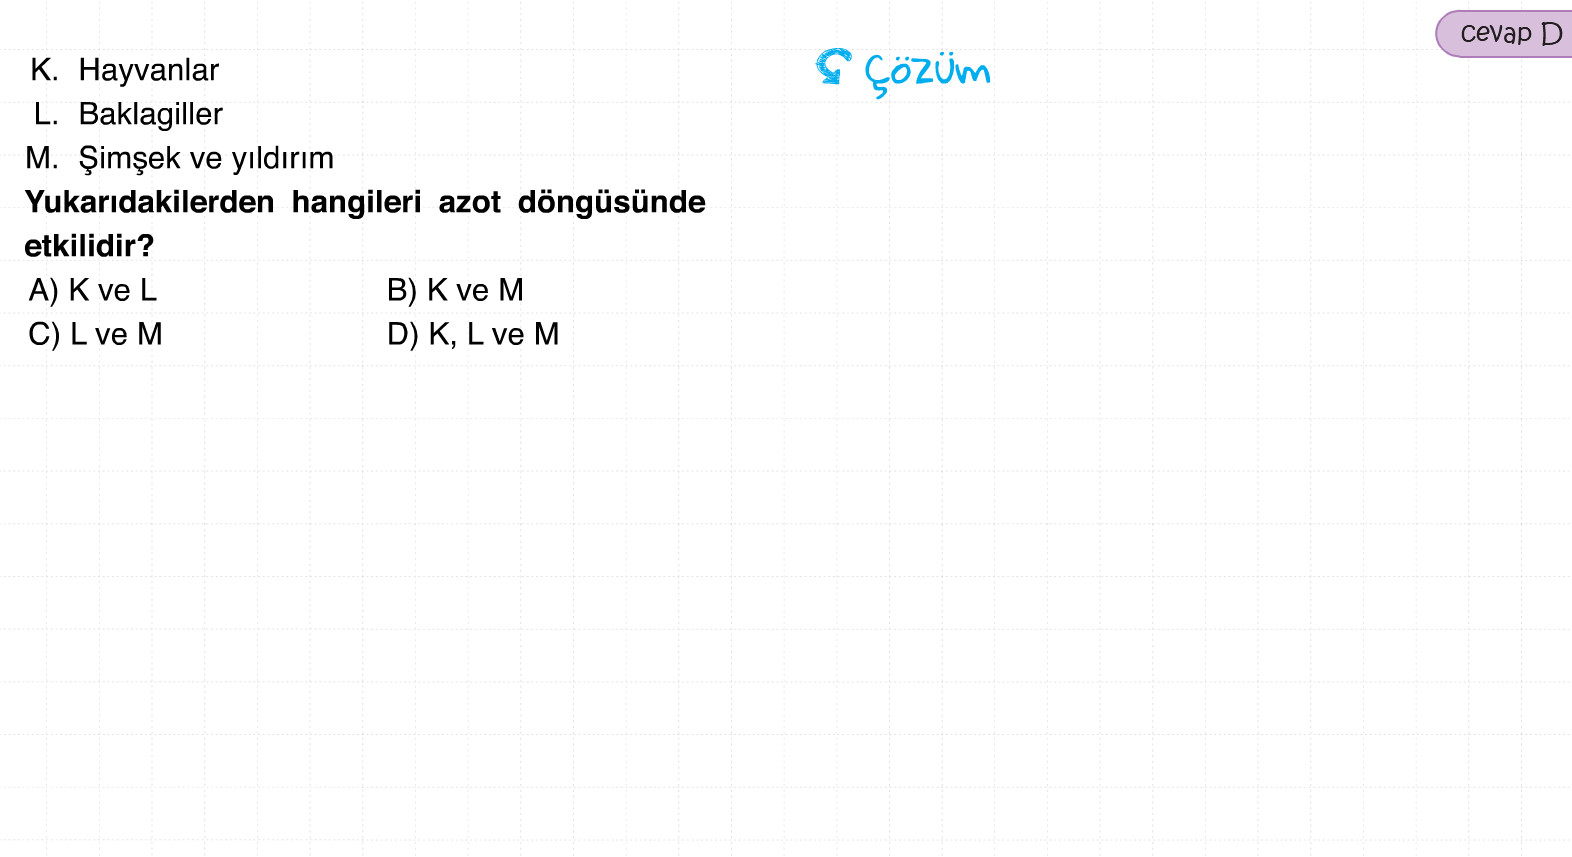 K. Hayvanlar
L. Baklagiller
M. Şimşek ve yıldırım
Yukarıdakilerden hangileri azot döngüsünde
etkilidir?
A) K ve L B) K ve M
C) L ve M D) K, L ve M
Çözüm
cevap D